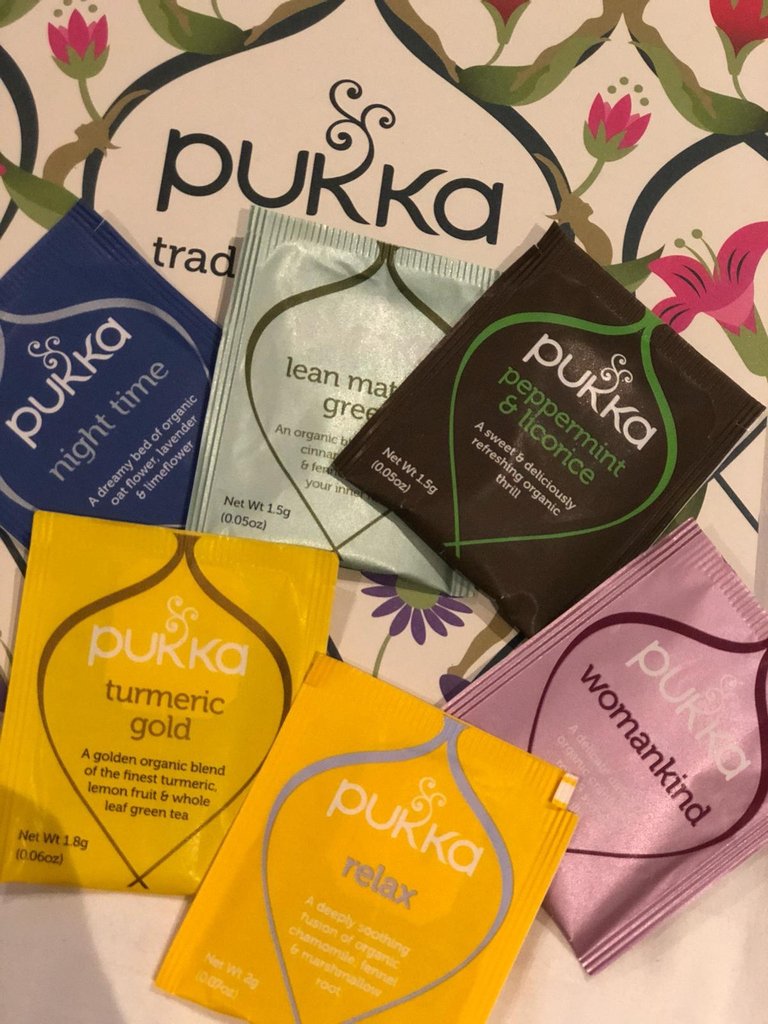 pukka
trad
pukka
night time
A dreamy bed of organic
oat flower, lavender
& limeflower
lean mat
gree
An organic bl
cinna
& fen
your inne
Net Wt 1.5g
(0.05oz)
pukka
peppermint
& licorice
A sweet & deliciously
refreshing organic
thrill
Net Wt 1.5g
(0.05oz)
pukka
turmeric
gold
A golden organic blend
of the finest turmeric,
lemon fruit & whole
leaf green tea
Net Wt 1.8g
(0.06oz)
pukka
relax
A deeply soothing
fusion of organic
chamomile, fennel
& marshmallow
root
Net Wt 2g
(0.07oz)
pukka
womankind
A